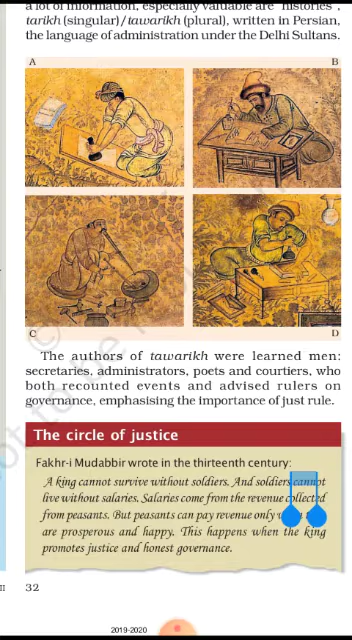 a lot of information, especially valuable are "histories",
tarikh (singular)/tawarikh (plural), written in Persian,
the language of administration under the Delhi Sultans.
A
B
C
D
The authors of tawarikh were learned men:
secretaries, administrators, poets and courtiers, who
both recounted events and advised rulers on
governance, emphasising the importance of just rule.
The circle of justice
Fakhr-i Mudabbir wrote in the thirteenth century:
A king cannot survive without soldiers. And soldiers cannot
live without salaries. Salaries come from the revenue collected
from peasants. But peasants can pay revenue only
are prosperous and happy. This happens when the king
promotes justice and honest governance.
32
2019-2020